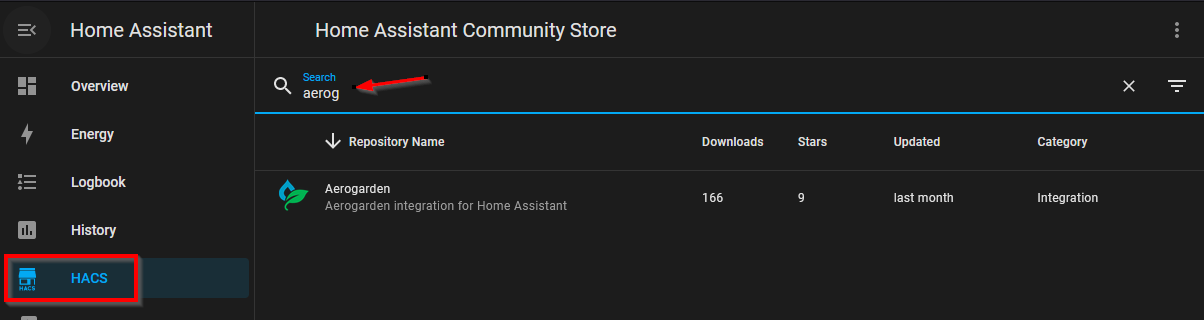 Home Assistant
Home Assistant Community Store
Overview
Search
aerog
Energy
Repository Name
Downloads
Stars
Updated
Category
Logbook
Aerogarden
Aerogarden integration for Home Assistant
166
9
last month
Integration
History
HACS
HACS